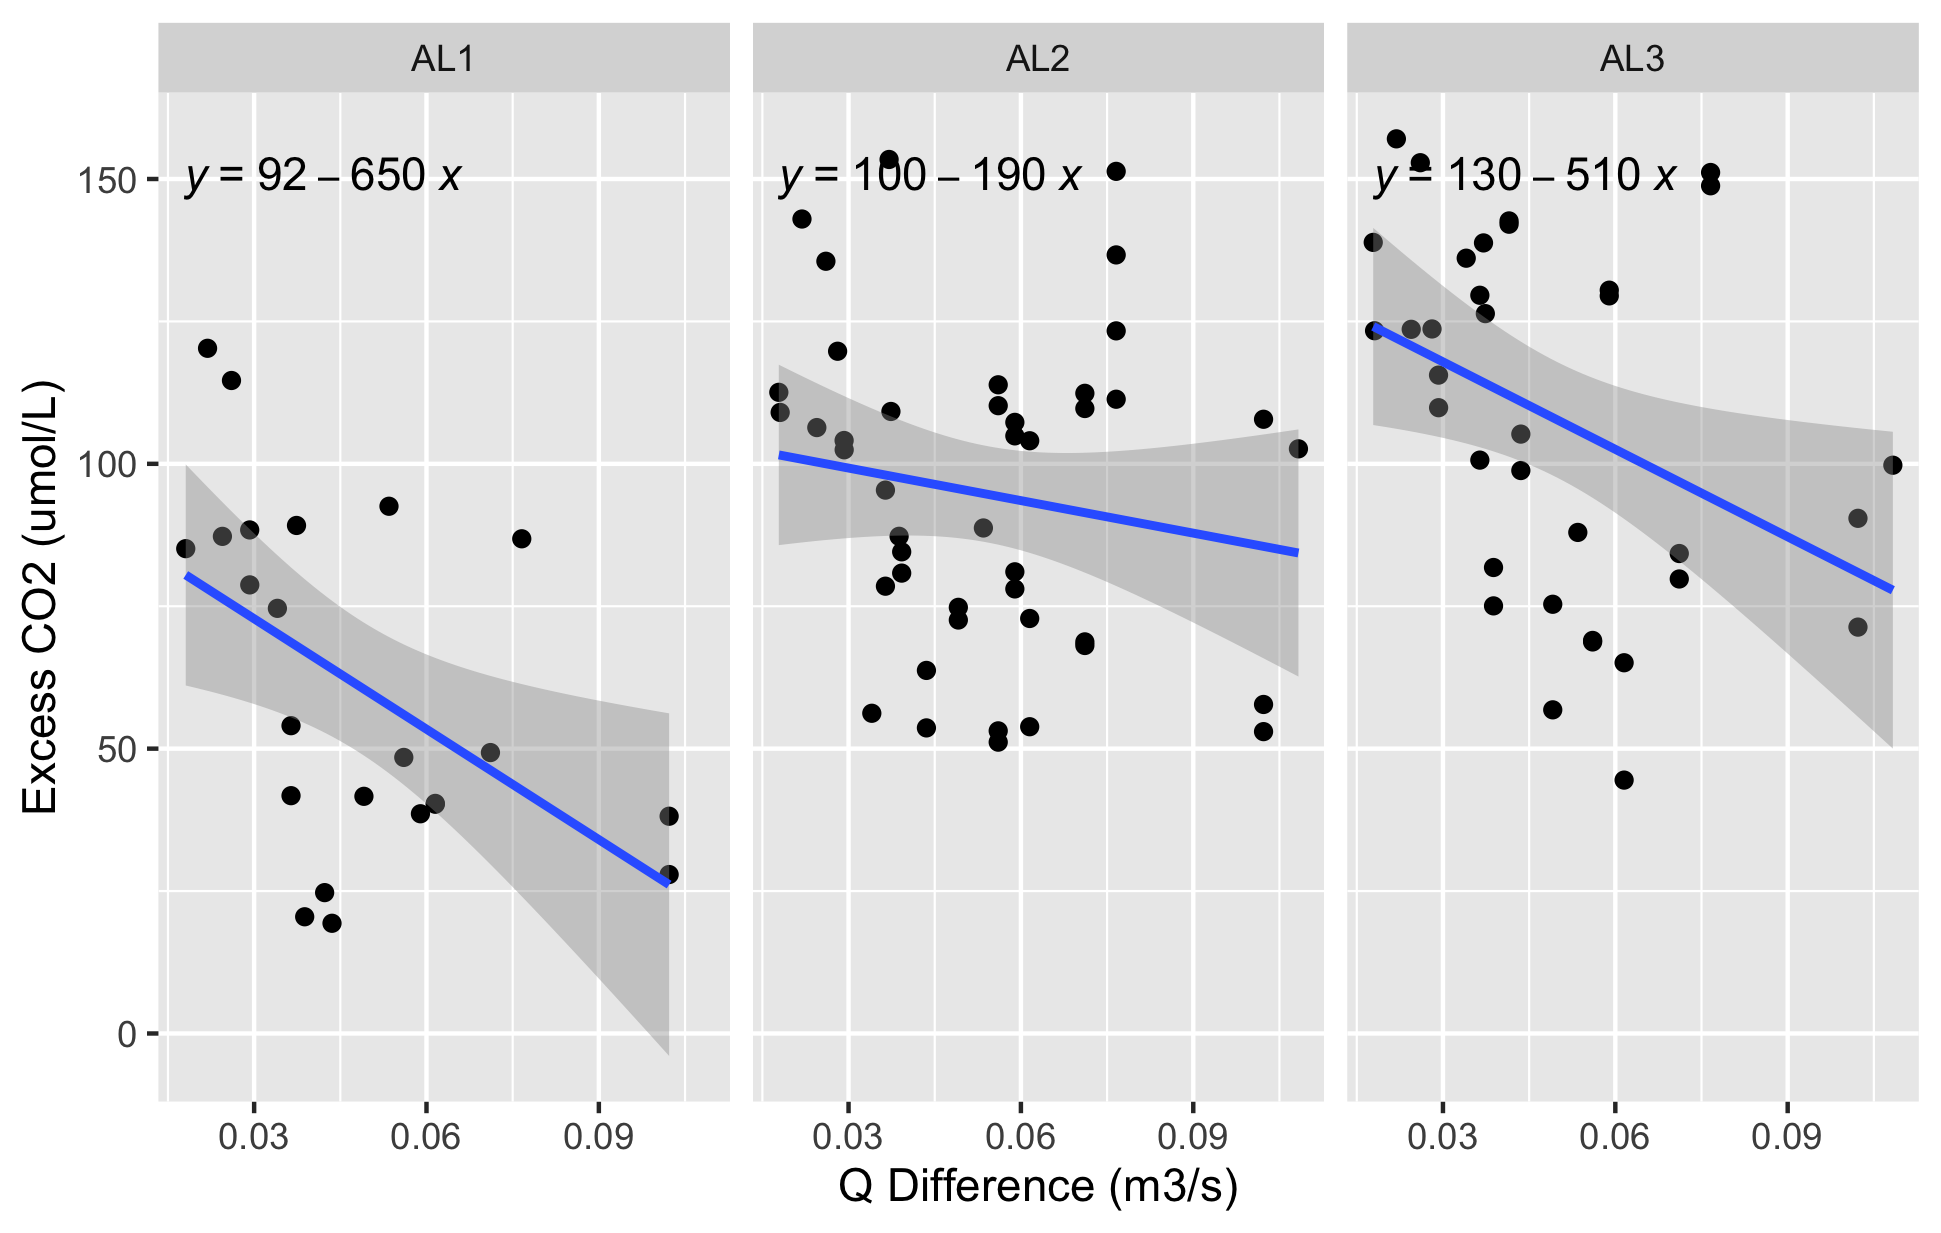 AL1 AL2 AL3
y = 92 – 650 x y = 100 – 190 x y = 130 – 510 x
150
100
50
0
0.03 0.06 0.09 0.03 0.06 0.09 0.03 0.06 0.09
Q Difference (m3/s)
Excess CO2 (umol/L)